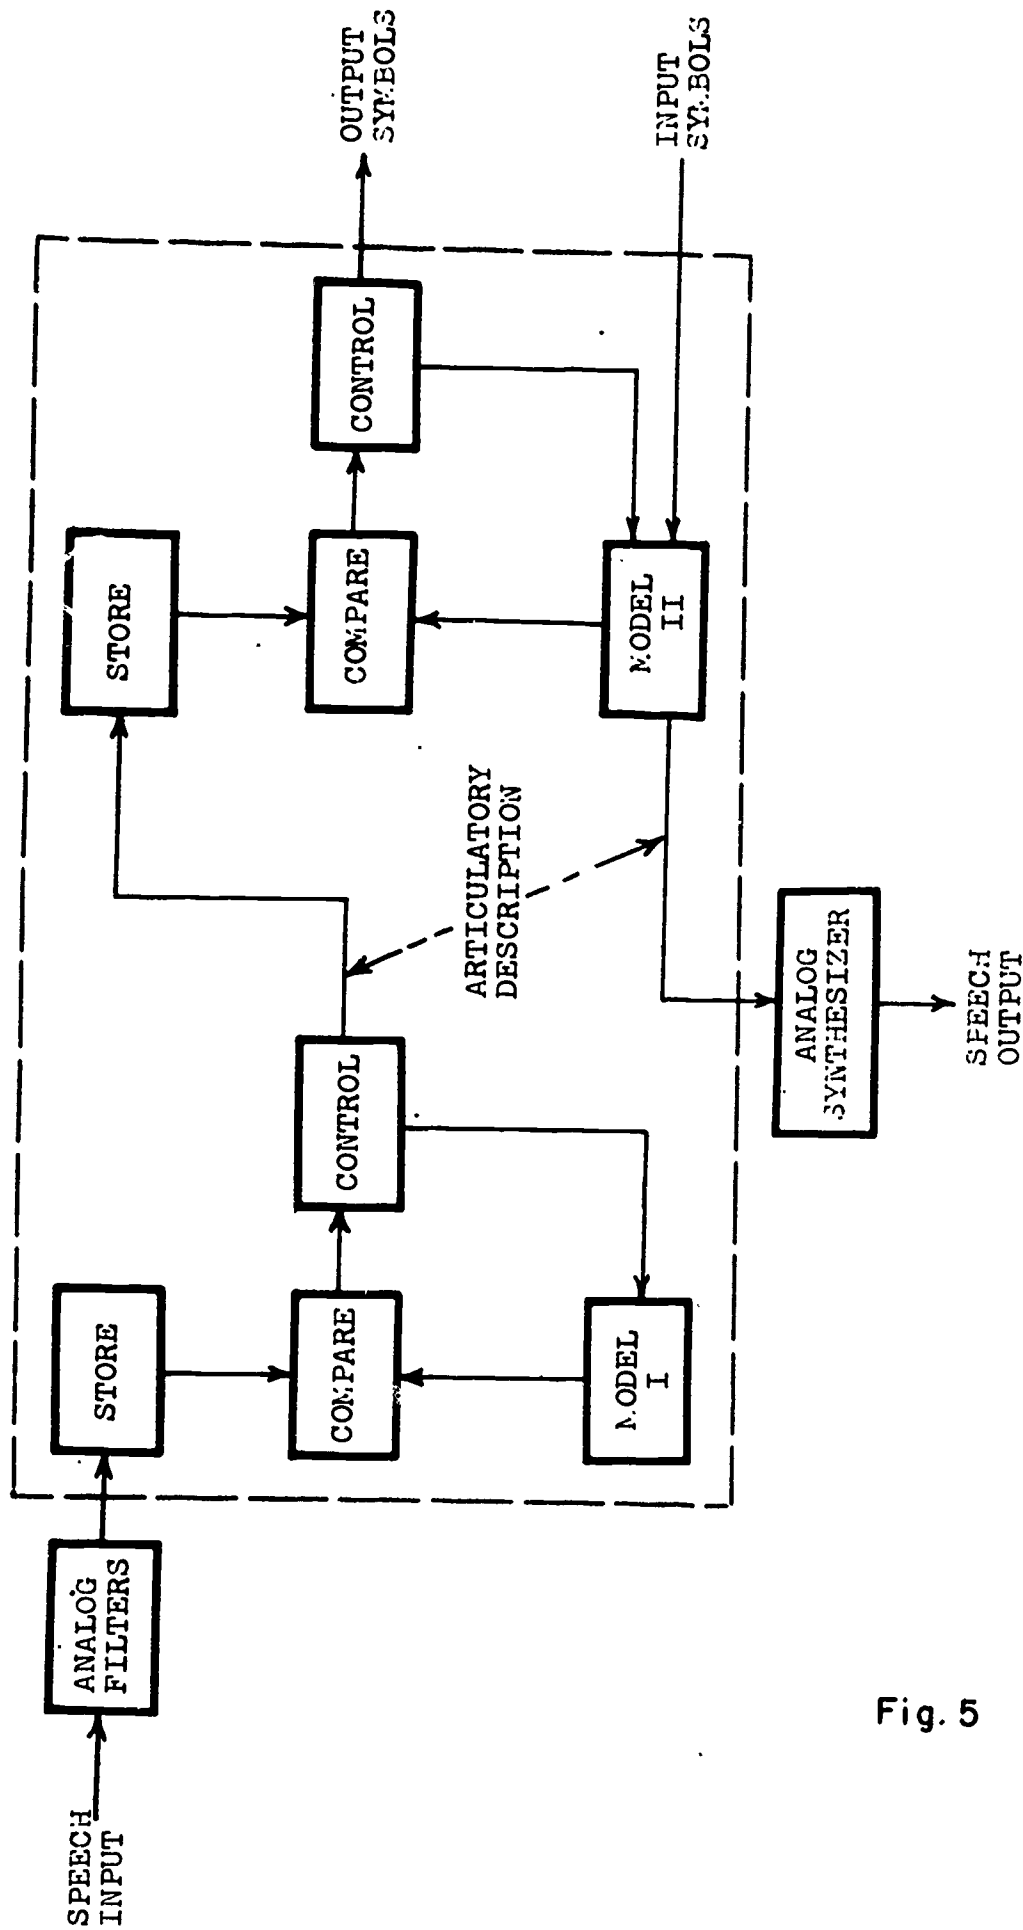 SPEECH
INPUT
ANALOG
FILTERS
STORE
COMPARE
MODEL
I
CONTROL
ARTICULATORY
DESCRIPTION
STORE
COMPARE
MODEL
II
CONTROL
OUTPUT
SYMBOLS
INPUT
SYMBOLS
ANALOG
SYNTHESIZER
SPEECH
OUTPUT
Fig. 5